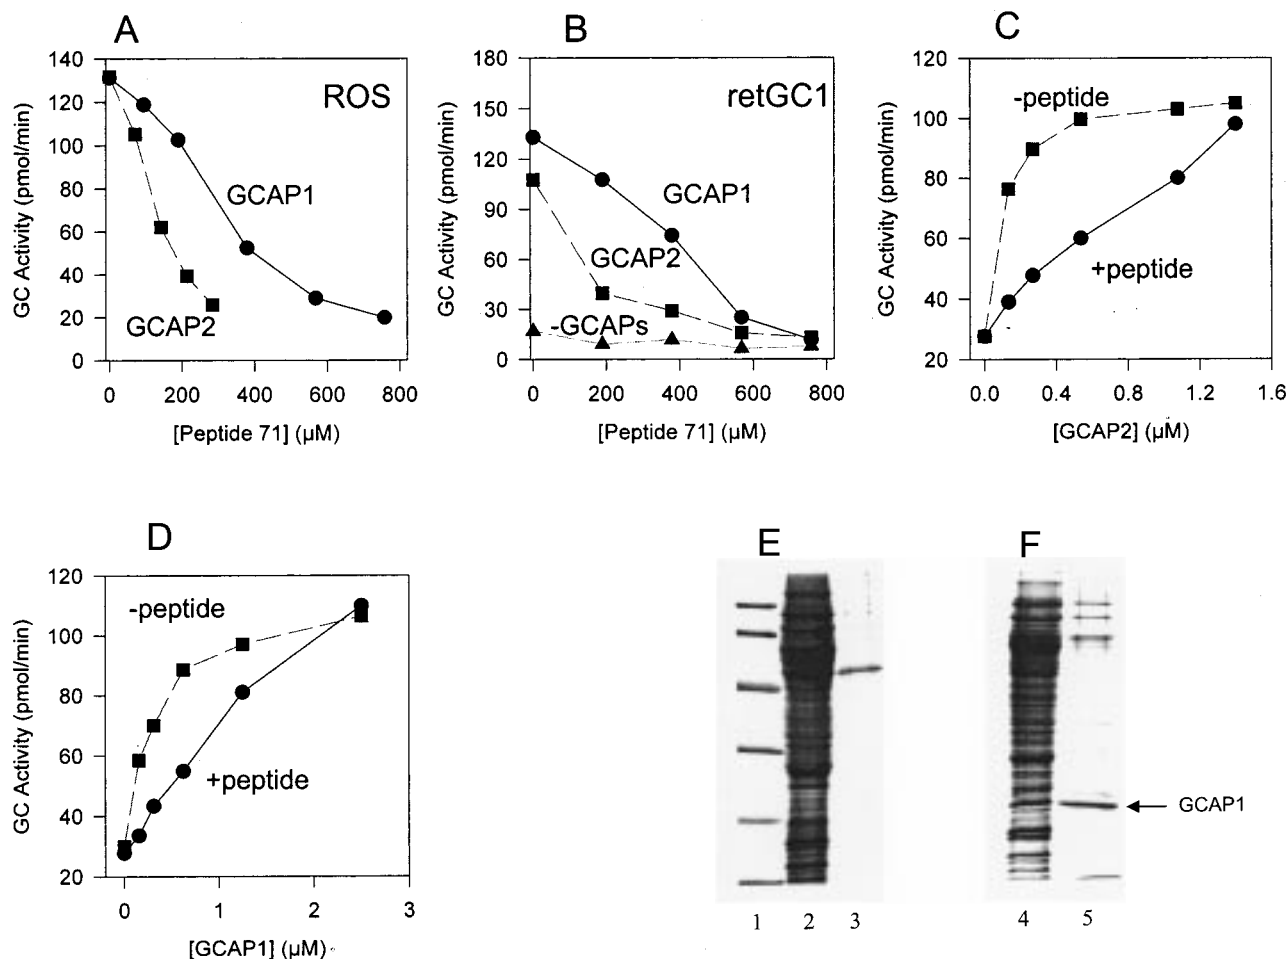 A
B
C
140
120
100
80
60
40
20
0
GC Activity (pmol/min)
ROS
GCAP1
GCAP2
0 200 400 600 800
[Peptide 71] (µM)
180
150
120
90
60
30
0
GC Activity (pmol/min)
retGC1
GCAP1
GCAP2
-GCAPs
0 200 400 600 800
[Peptide 71] (µM)
120
100
80
60
40
20
GC Activity (pmol/min)
-peptide
+peptide
0.0 0.4 0.8 1.2 1.6
[GCAP2] (µM)
D
120
100
80
60
40
20
GC Activity (pmol/min)
-peptide
+peptide
0 1 2 3
[GCAP1] (µM)
E
F
GCAP1
1 2 3
4 5